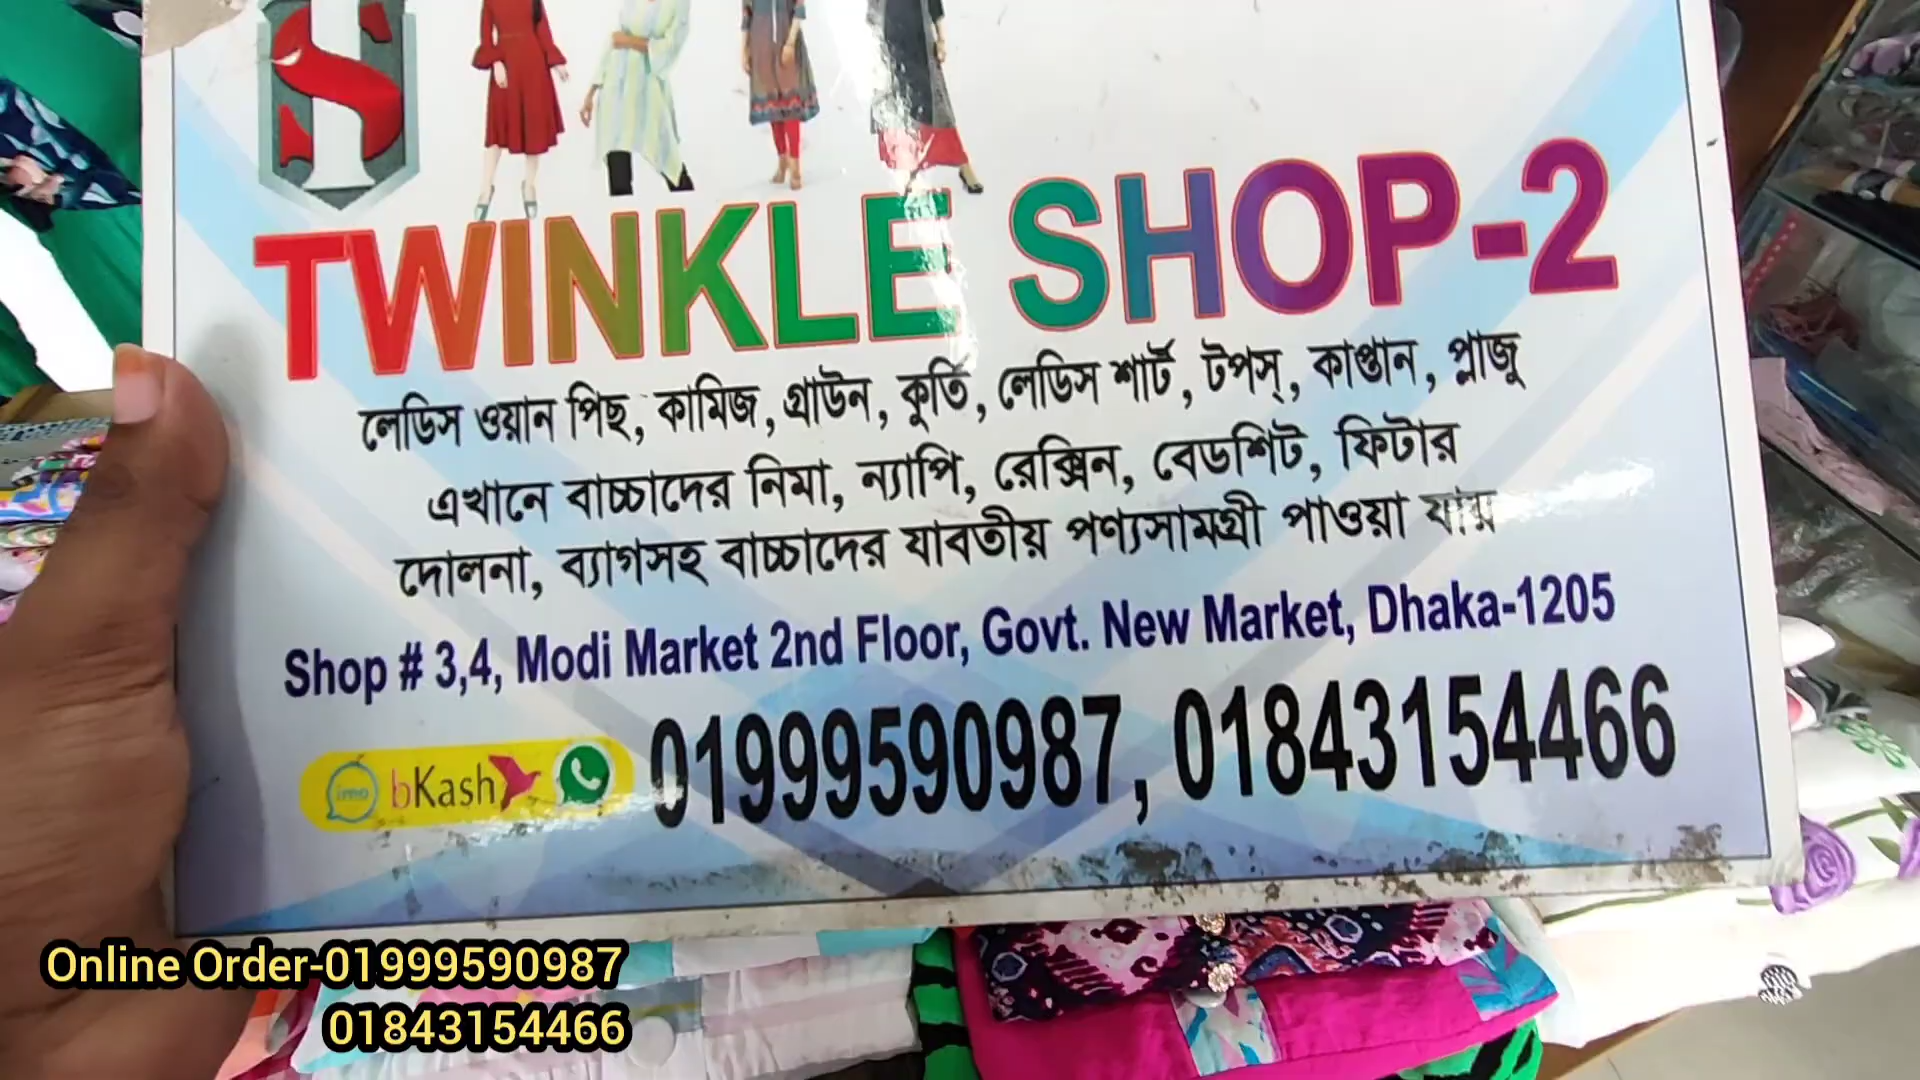 TWINKLE SHOP-2
লেডিস ওয়ান পিছ, কামিজ, গ্রাউন, কুর্তি, লেডিস শার্ট, টপস্, কাপ্তান, প্লাজু
এখানে বাচ্চাদের নিমা, ন্যাপি, রেক্সিন, বেডশিট, ফিটার
দোলনা, ব্যাগসহ বাচ্চাদের যাবতীয় পণ্যসামগ্রী পাওয়া যায়
Shop # 3,4, Modi Market 2nd Floor, Govt. New Market, Dhaka-1205
imo bKash 01999590987, 01843154466
Online Order-01999590987
01843154466